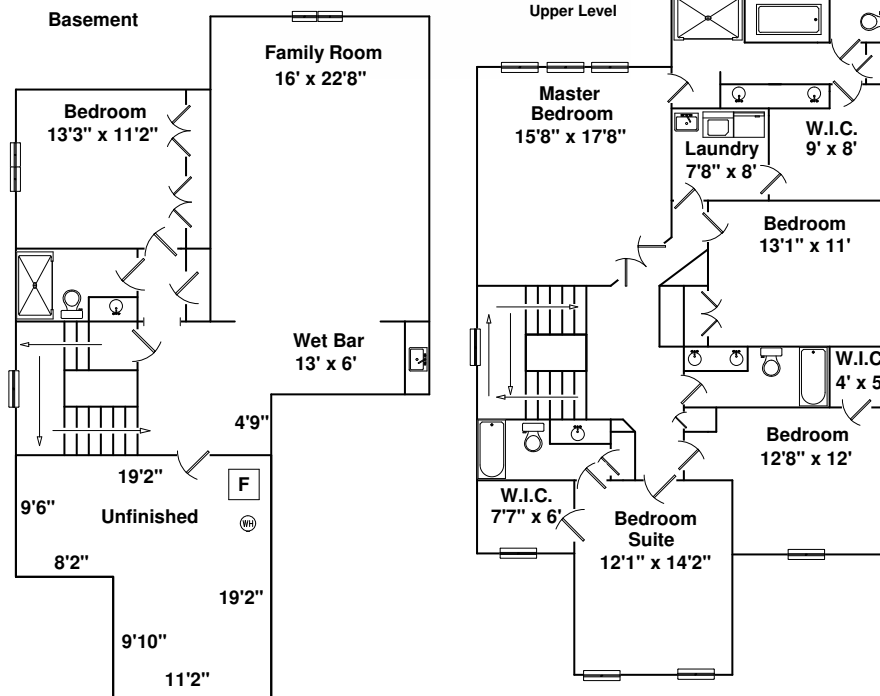 Basement
Family Room
16' x 22'8"
Bedroom
13'3" x 11'2"
Wet Bar
13' x 6'
4'9"
19'2"
F
9'6"
Unfinished
WH
8'2"
19'2"
9'10"
11'2"
Upper Level
Master
Bedroom
15'8" x 17'8"
Laundry
7'8" x 8'
W.I.C.
9' x 8'
Bedroom
13'1" x 11'
W.I.C
4' x 5
Bedroom
12'8" x 12'
W.I.C.
7'7" x 6'
Bedroom
Suite
12'1" x 14'2"